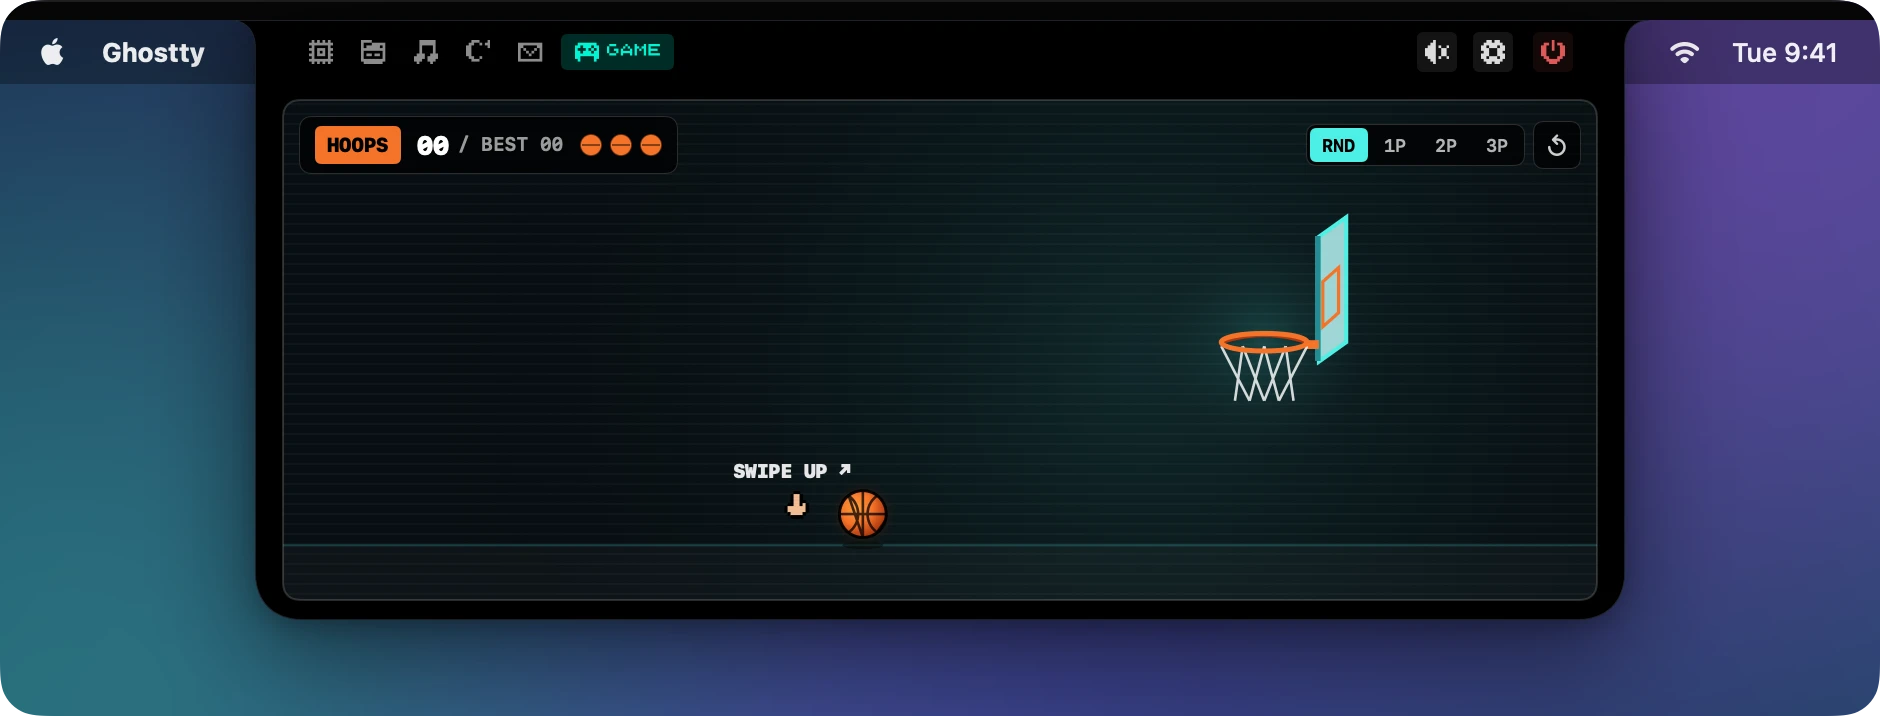 Ghostty
GAME
Tue 9:41
HOOPS 00 / BEST 00
RND 1P 2P 3P
SWIPE UP ↗